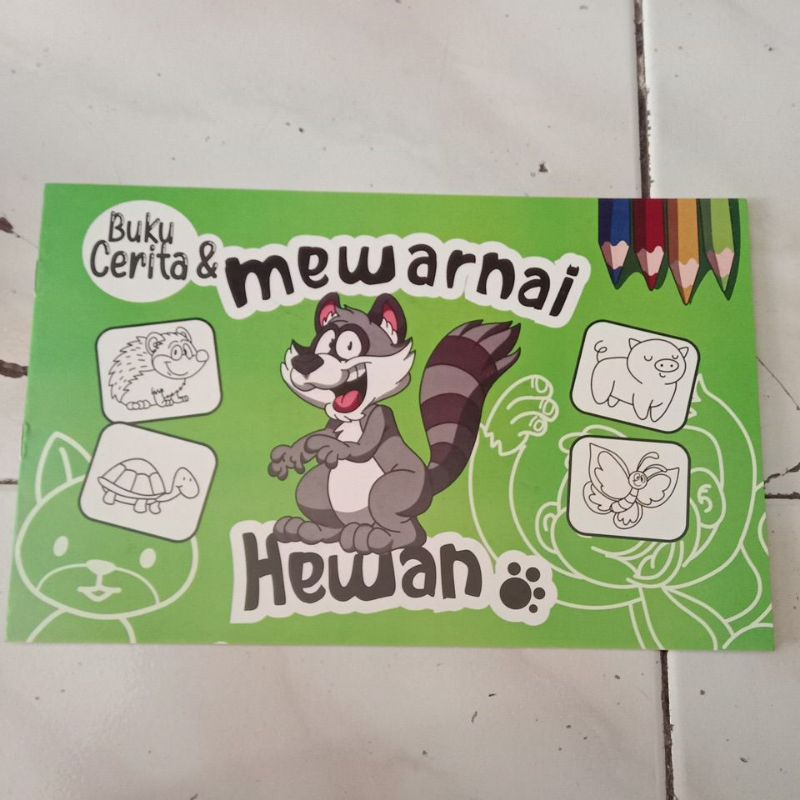 Buku
Cerita &
mewarnai
Hewan